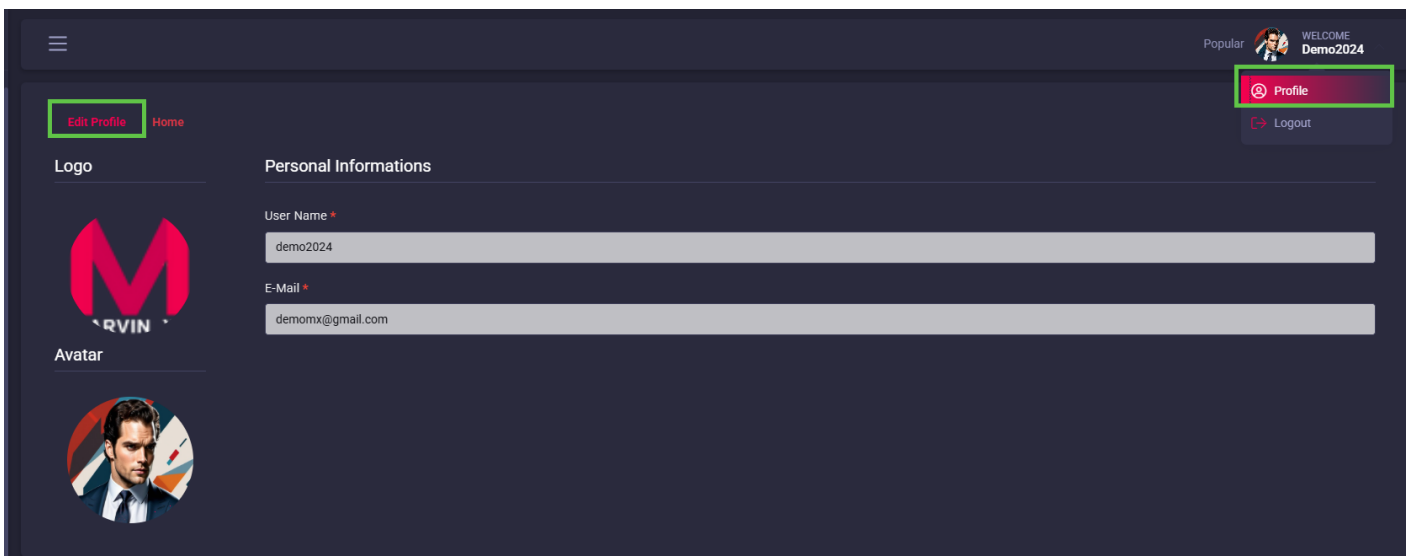 Popular
WELCOME
Demo2024
Profile
Logout
Edit Profile Home
Logo
Personal Informations
User Name *
demo2024
E-Mail *
demomx@gmail.com
ARVIN
Avatar